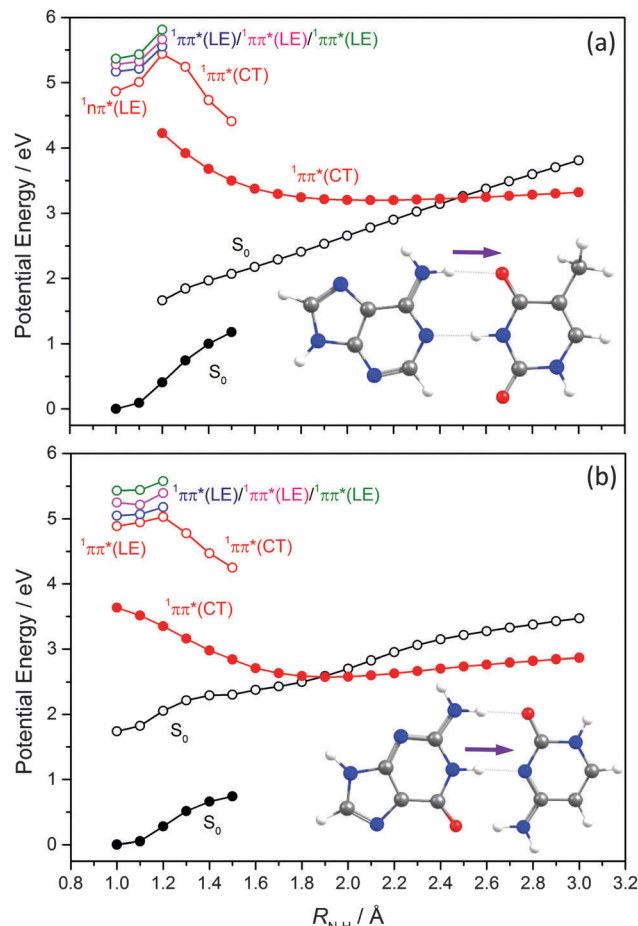 6
(a)
¹ππ*(LE)/¹ππ*(LE)/¹ππ*(LE)
5
¹ππ*(CT)
¹nπ*(LE)
4
¹ππ*(CT)
3
S₀
2
1
S₀
0
Potential Energy / eV
6
(b)
¹ππ*(LE)/¹ππ*(LE)/¹ππ*(LE)
5
¹ππ*(LE)
¹ππ*(CT)
4
¹ππ*(CT)
3
2
S₀
1
S₀
0
Potential Energy / eV
0.8 1.0 1.2 1.4 1.6 1.8 2.0 2.2 2.4 2.6 2.8 3.0 3.2
/ Å